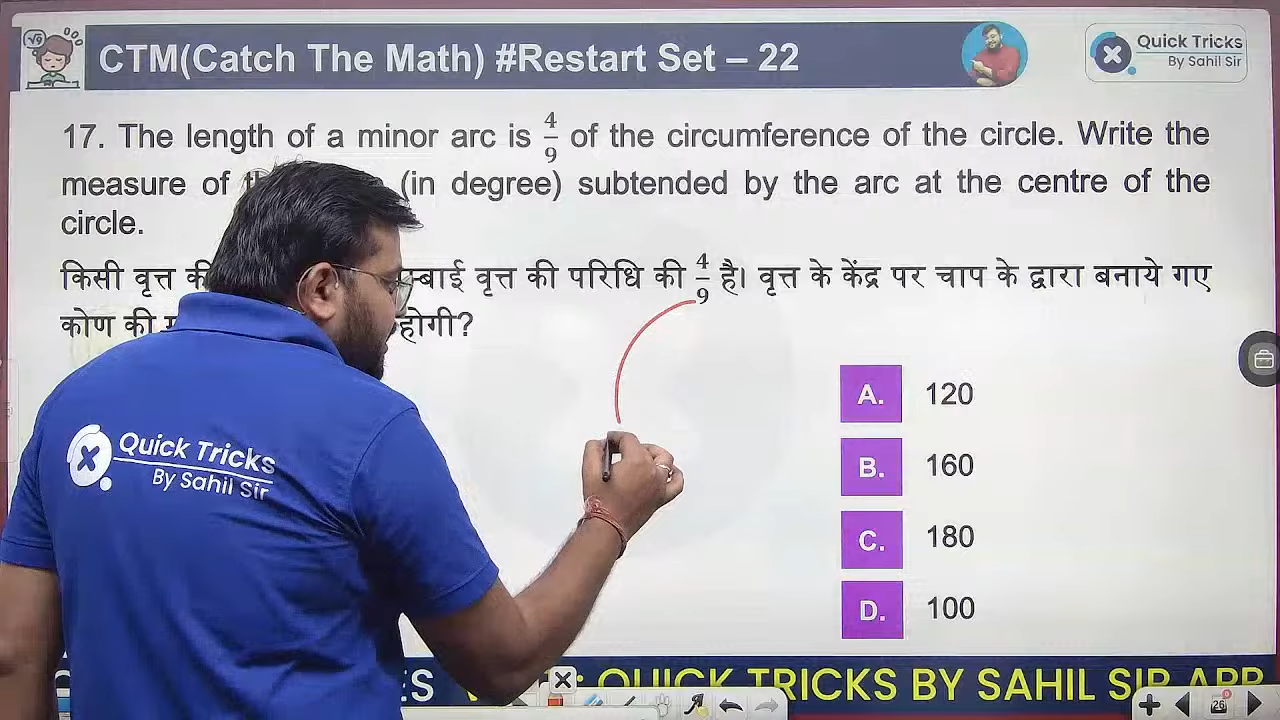 CTM(Catch The Math) #Restart Set – 22
Quick Tricks
By Sahil Sir
17. The length of a minor arc is 4/9 of the circumference of the circle. Write the
measure of (in degree) subtended by the arc at the centre of the
circle.
किसी वृत्त वृत्त की परिधि की 4/9 है। वृत्त के केंद्र पर चाप के द्वारा बनाये गए
कोण की होगी?
A. 120
B. 160
C. 180
D. 100
Quick Tricks
By Sahil Sir
QUICK TRICKS BY SAHIL SIR APP
26